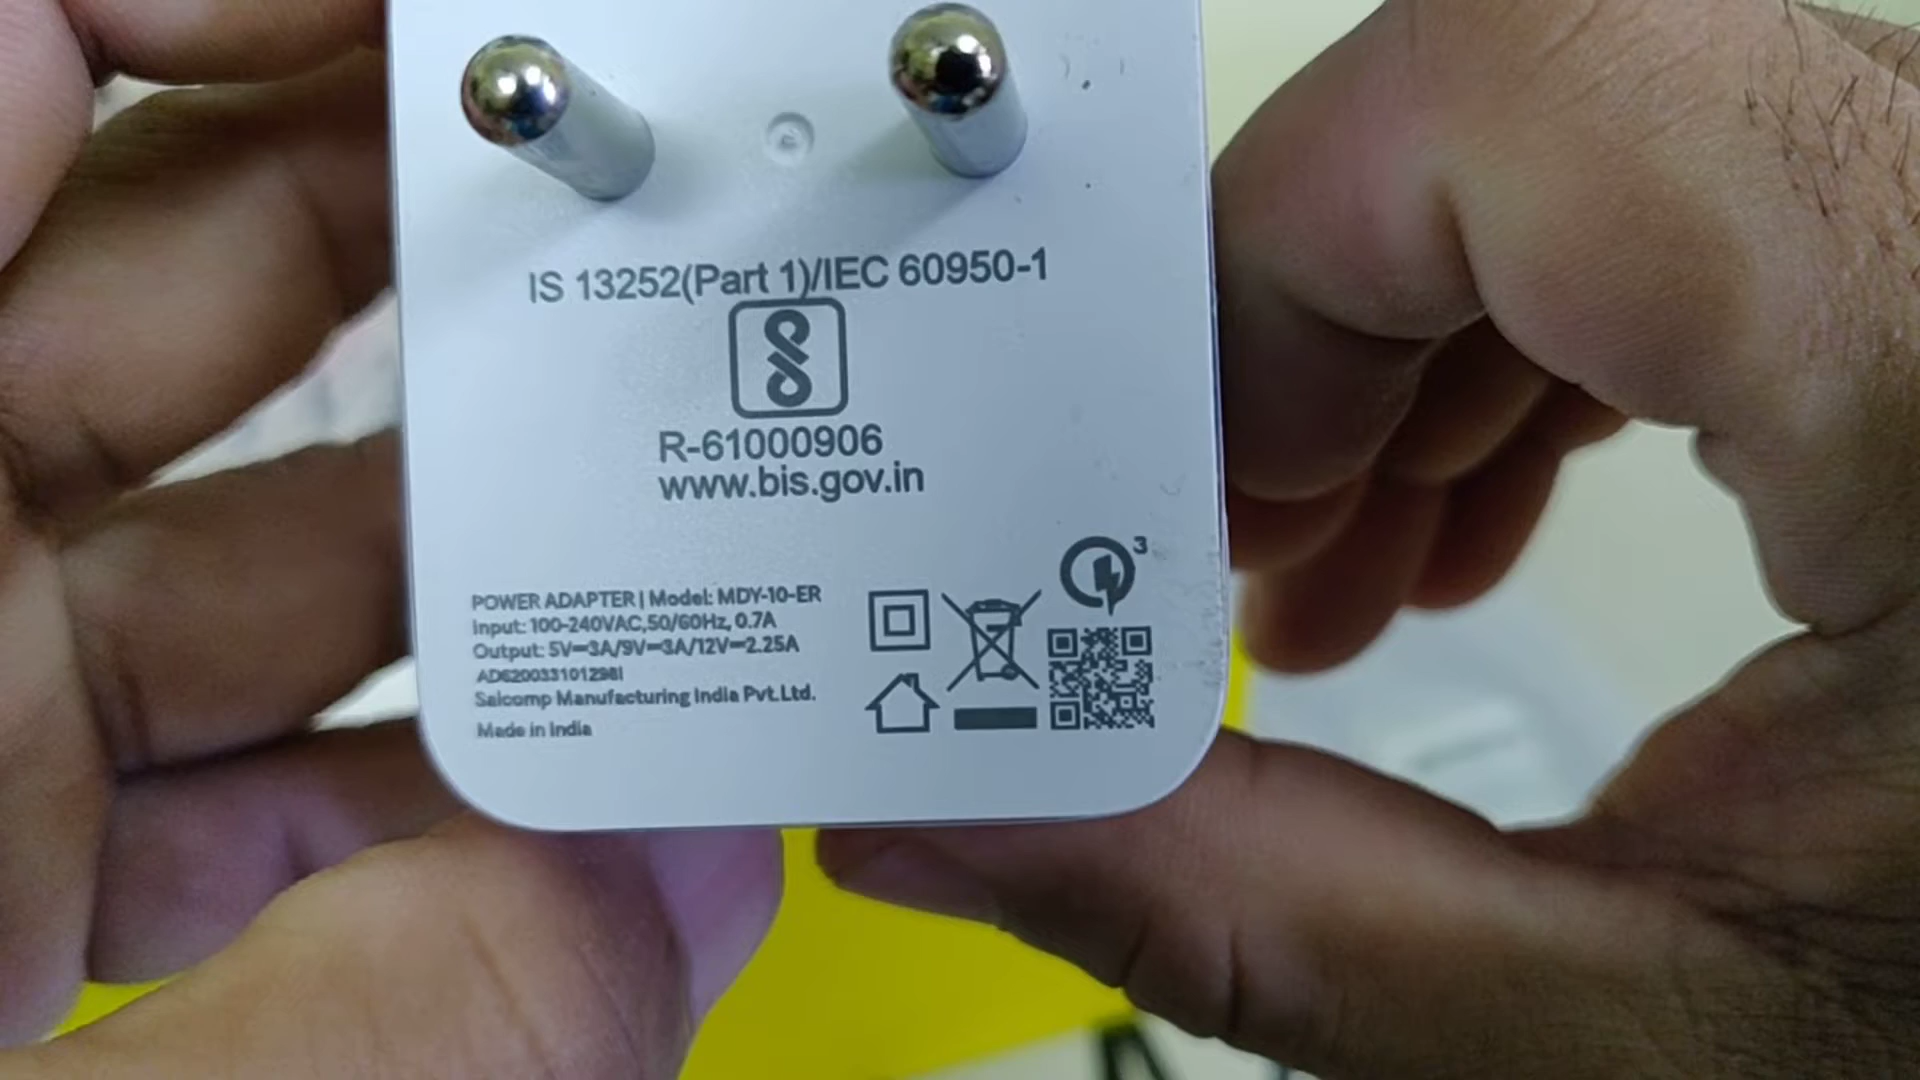 IS 13252(Part 1)/IEC 60950-1
R-61000906
www.bis.gov.in
3
POWER ADAPTER | Model: MDY-10-ER
Input: 100-240VAC,50/60Hz, 0.7A
Output: 5V⎓3A/9V⎓3A/12V⎓2.25A
Salcomp Manufacturing India Pvt.Ltd.
Made in India